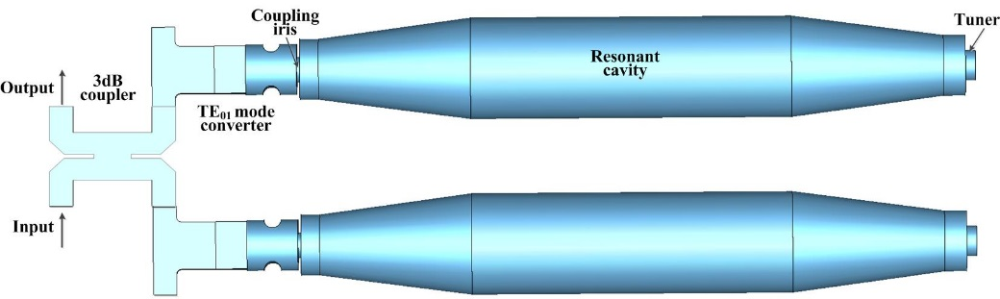 Coupling
iris
Tuner
Resonant
cavity
3dB
coupler
Output
TE₀₁ mode
converter
Input